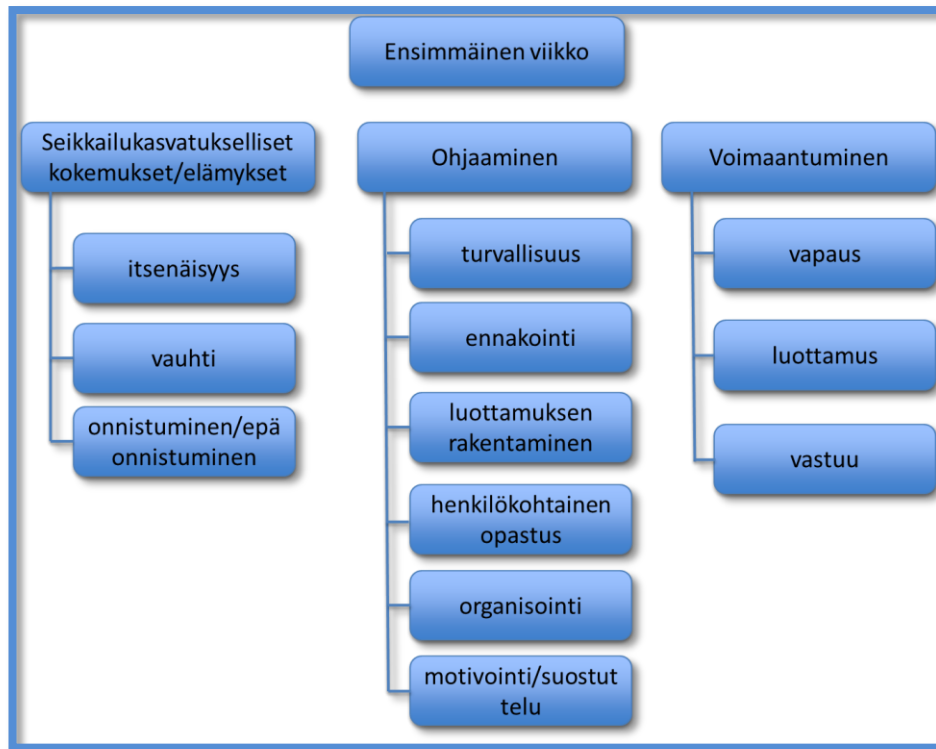 Ensimmäinen viikko
Seikkailukasvatukselliset
kokemukset/elämykset
itsenäisyys
vauhti
onnistuminen/epä
onnistuminen
Ohjaaminen
turvallisuus
ennakointi
luottamuksen
rakentaminen
henkilökohtainen
opastus
organisointi
motivointi/suostut
telu
Voimaantuminen
vapaus
luottamus
vastuu